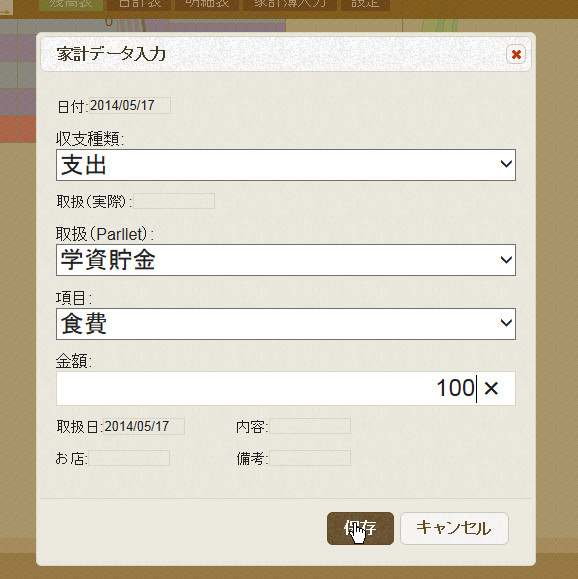 残高表 日計表 明細表 家計簿入力 設定
0
家計データ入力
日付:2014/05/17
収支種類:
支出
取扱(実際):
取扱(Parllet):
学資貯金
項目:
食費
金額:
100
取扱日:2014/05/17 内容:
お店: 備考:
保存 キャンセル